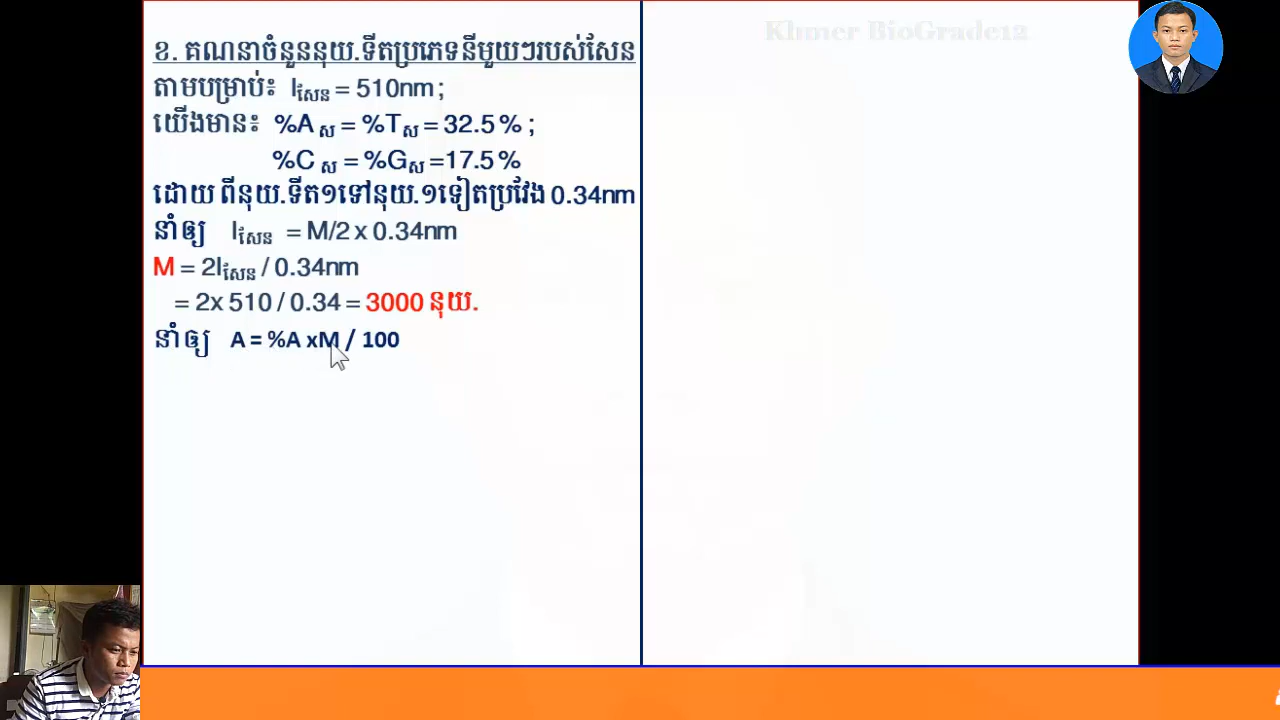 Khmer BioGrade12
ខ. គណនាចំនួននុយ.ទីតប្រភេទនីមួយៗរបស់សែន
តាមបម្រាប់៖ lសែន = 510nm ;
យើងមាន៖ %A ស = %Tស = 32.5% ;
%C ស = %Gស =17.5%
ដោយ ពីនុយ.ទីត១ទៅនុយ.១ទៀតប្រវែង 0.34nm
នាំឲ្យ lសែន = M/2 x 0.34nm
M = 2lសែន / 0.34nm
= 2x 510 / 0.34 = 3000 នុយ.
នាំឲ្យ A = %A xM / 100